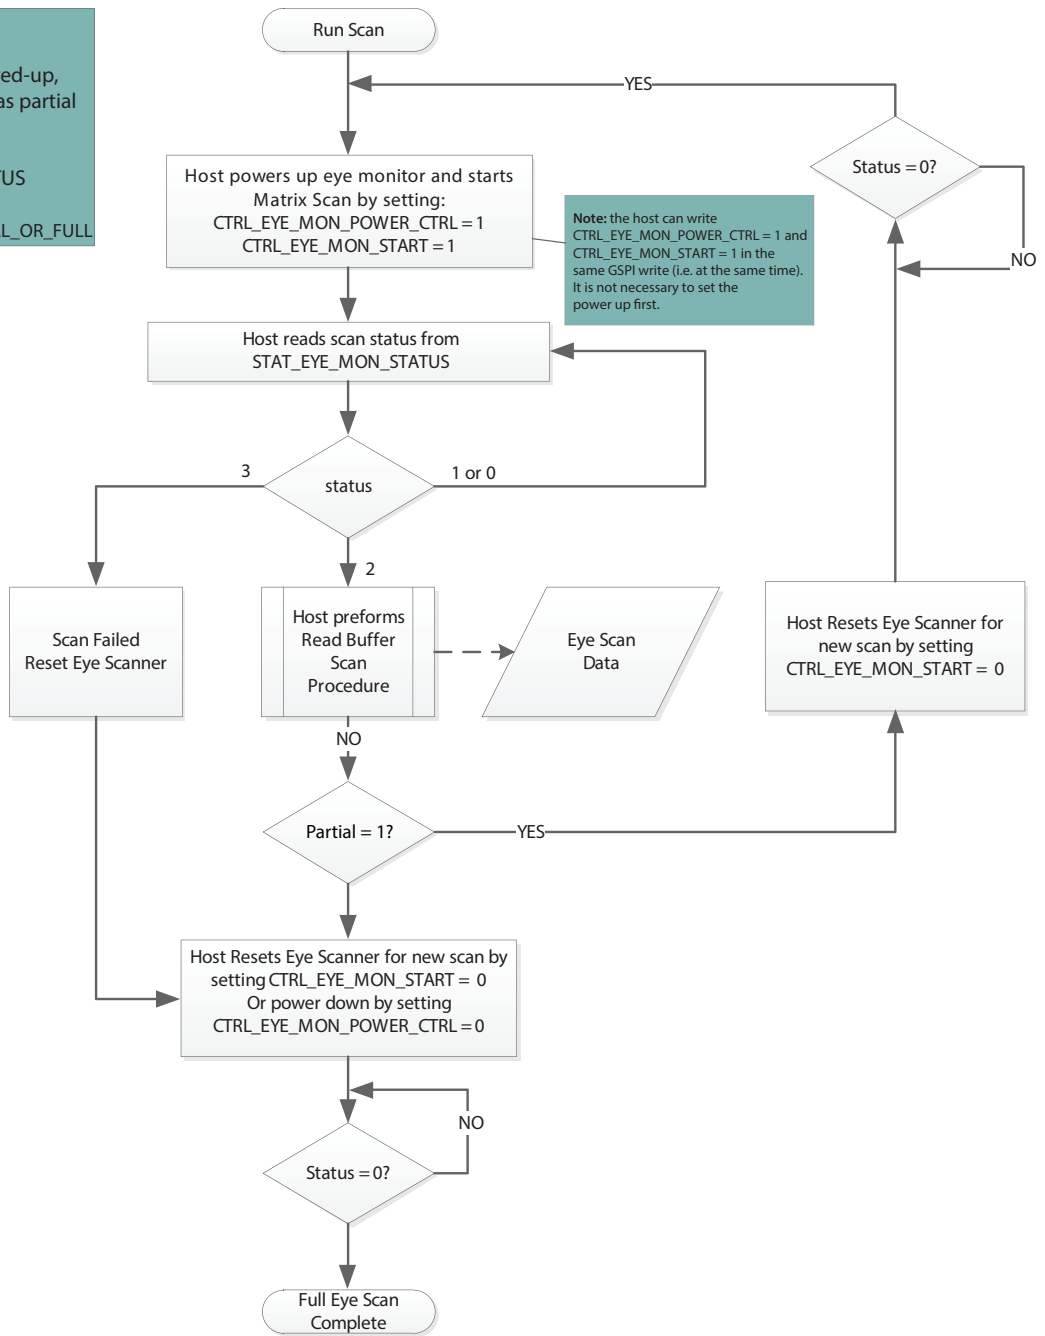 Run Scan
ed-up,
as partial
TUS
L_OR_FULL
YES
Status = 0?
NO
Host powers up eye monitor and starts
Matrix Scan by setting:
CTRL_EYE_MON_POWER_CTRL = 1
CTRL_EYE_MON_START = 1
Note: the host can write
CTRL_EYE_MON_POWER_CTRL = 1 and
CTRL_EYE_MON_START = 1 in the
same GSPI write (i.e. at the same time).
It is not necessary to set the
power up first.
Host reads scan status from
STAT_EYE_MON_STATUS
3
status
1 or 0
2
Scan Failed
Reset Eye Scanner
Host preforms
Read Buffer
Scan
Procedure
Eye Scan
Data
Host Resets Eye Scanner for
new scan by setting
CTRL_EYE_MON_START = 0
NO
Partial = 1?
YES
Host Resets Eye Scanner for new scan by
setting CTRL_EYE_MON_START = 0
Or power down by setting
CTRL_EYE_MON_POWER_CTRL = 0
NO
Status = 0?
Full Eye Scan
Complete